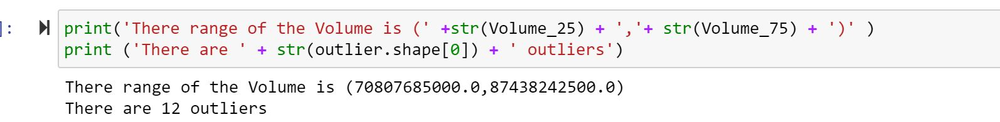 ]:
print('There range of the Volume is (' +str(Volume_25) + ','+ str(Volume_75) + ')' )
print ('There are ' + str(outlier.shape[0]) + ' outliers')
There range of the Volume is (70807685000.0,87438242500.0)
There are 12 outliers